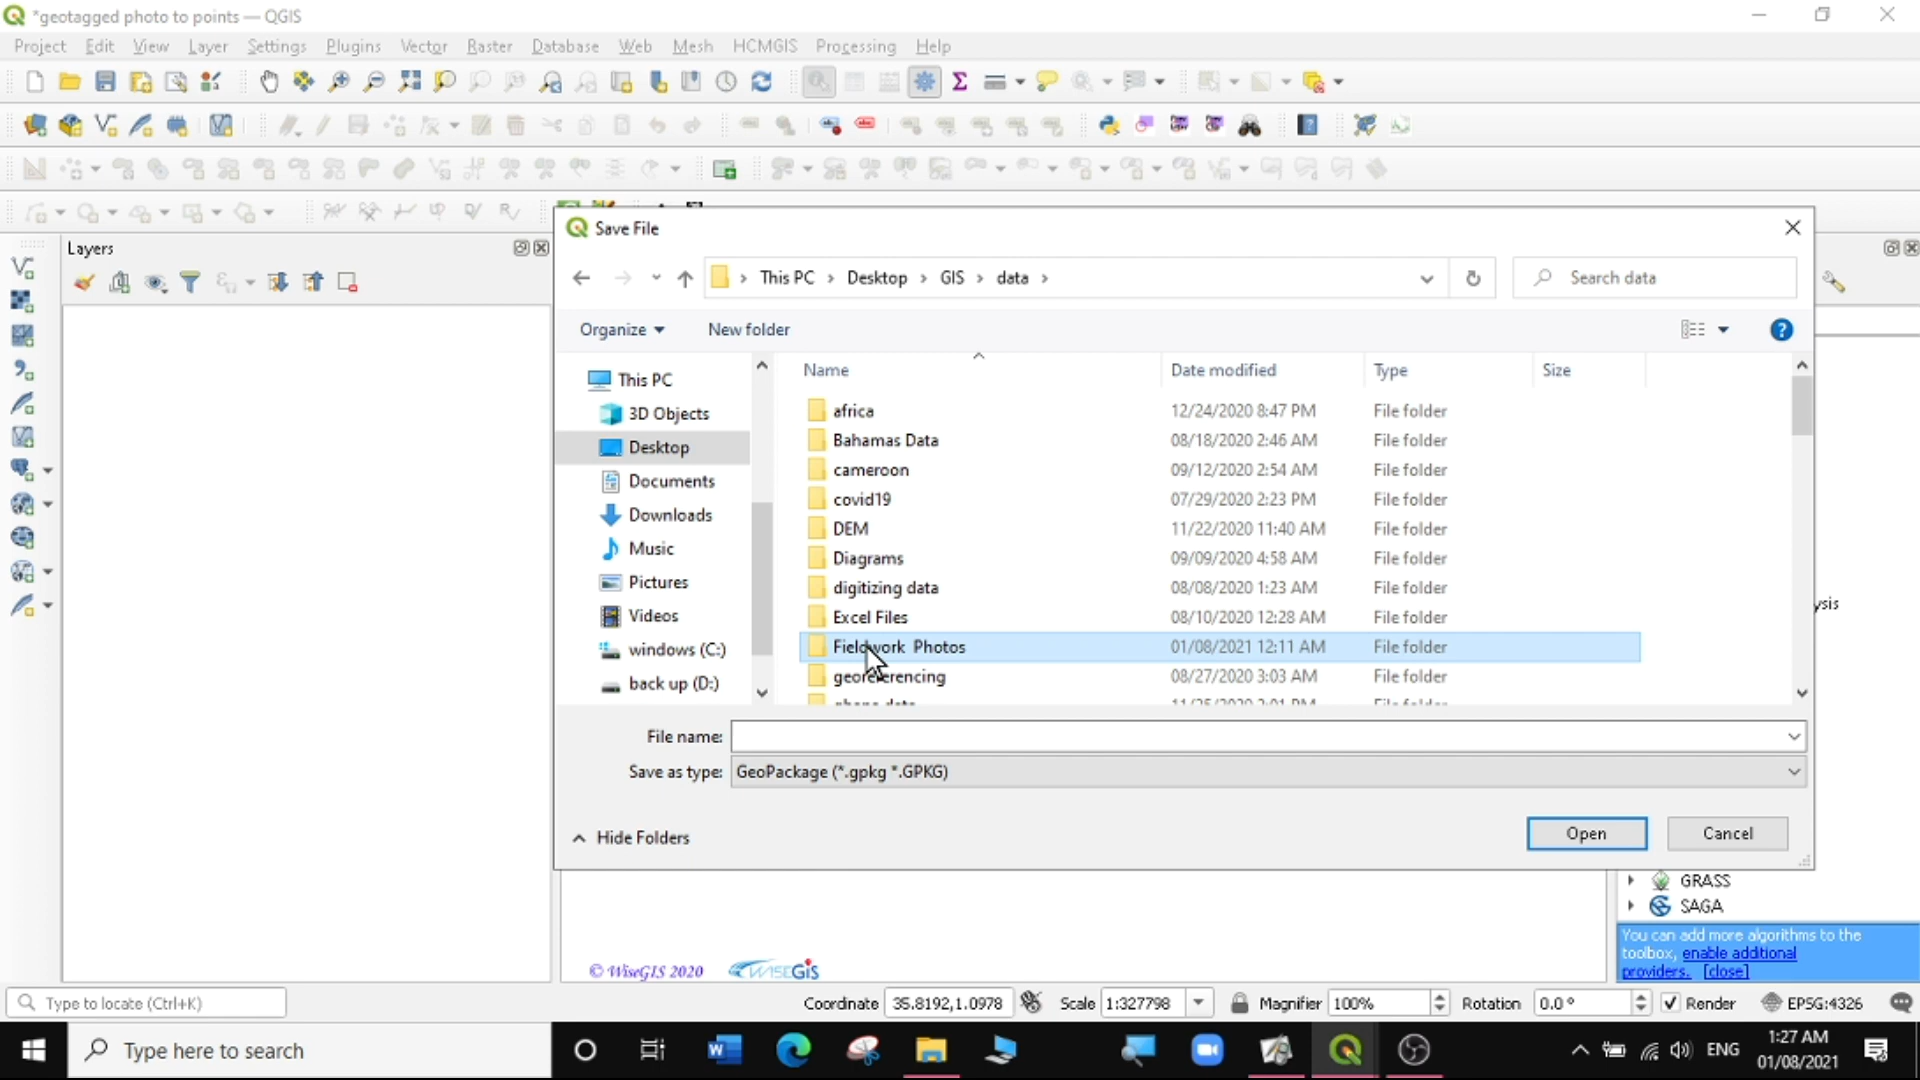 *geotagged photo to points — QGIS
Project Edit View Layer Settings Plugins Vector Raster Database Web Mesh HCMGIS Processing Help
Layers
Save File
This PC > Desktop > GIS > data >
Search data
Organize
New folder
Name Date modified Type Size
This PC
3D Objects
Desktop
Documents
Downloads
Music
Pictures
Videos
windows (C:)
back up (D:)
africa 12/24/2020 8:47 PM File folder
Bahamas Data 08/18/2020 2:46 AM File folder
cameroon 09/12/2020 2:54 AM File folder
covid19 07/29/2020 2:23 PM File folder
DEM 11/22/2020 11:40 AM File folder
Diagrams 09/09/2020 4:58 AM File folder
digitizing data 08/08/2020 1:23 AM File folder
Excel Files 08/10/2020 12:28 AM File folder
Fieldwork Photos 01/08/2021 12:11 AM File folder
georeferencing 08/27/2020 3:03 AM File folder
File name:
Save as type: GeoPackage (*.gpkg *.GPKG)
Hide Folders
Open
Cancel
ysis
GRASS
SAGA
You can add more algorithms to the
toolbox, enable additional
providers. [close]
© WiseGIS 2020
WISEGIS
Type to locate (Ctrl+K)
Coordinate 35.8192,1.0978 Scale 1:327798 Magnifier 100% Rotation 0.0 ° Render EPSG:4326
Type here to search
ENG
1:27 AM
01/08/2021